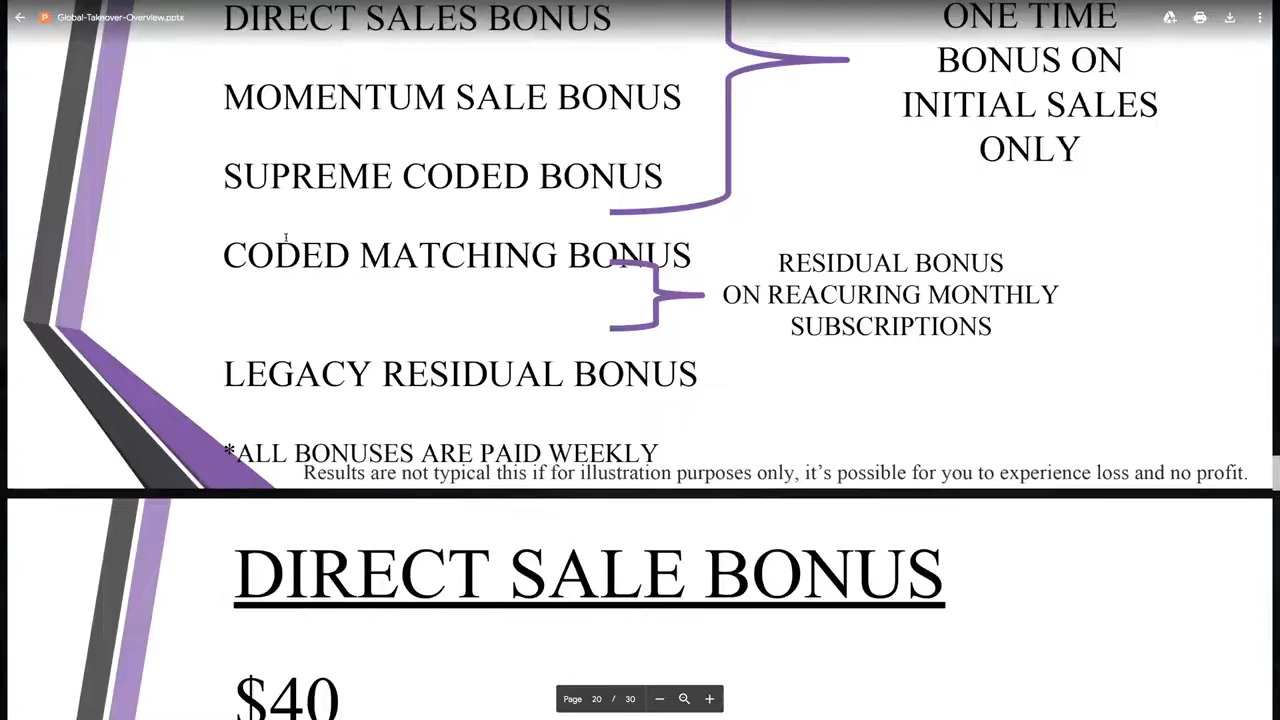 Global-Takeover-Overview.pptx
DIRECT SALES BONUS
MOMENTUM SALE BONUS
SUPREME CODED BONUS
CODED MATCHING BONUS
LEGACY RESIDUAL BONUS
*ALL BONUSES ARE PAID WEEKLY
ONE TIME
BONUS ON
INITIAL SALES
ONLY
RESIDUAL BONUS
ON REACURING MONTHLY
SUBSCRIPTIONS
Results are not typical this if for illustration purposes only, it's possible for you to experience loss and no profit.
DIRECT SALE BONUS
$40
Page 20 / 30